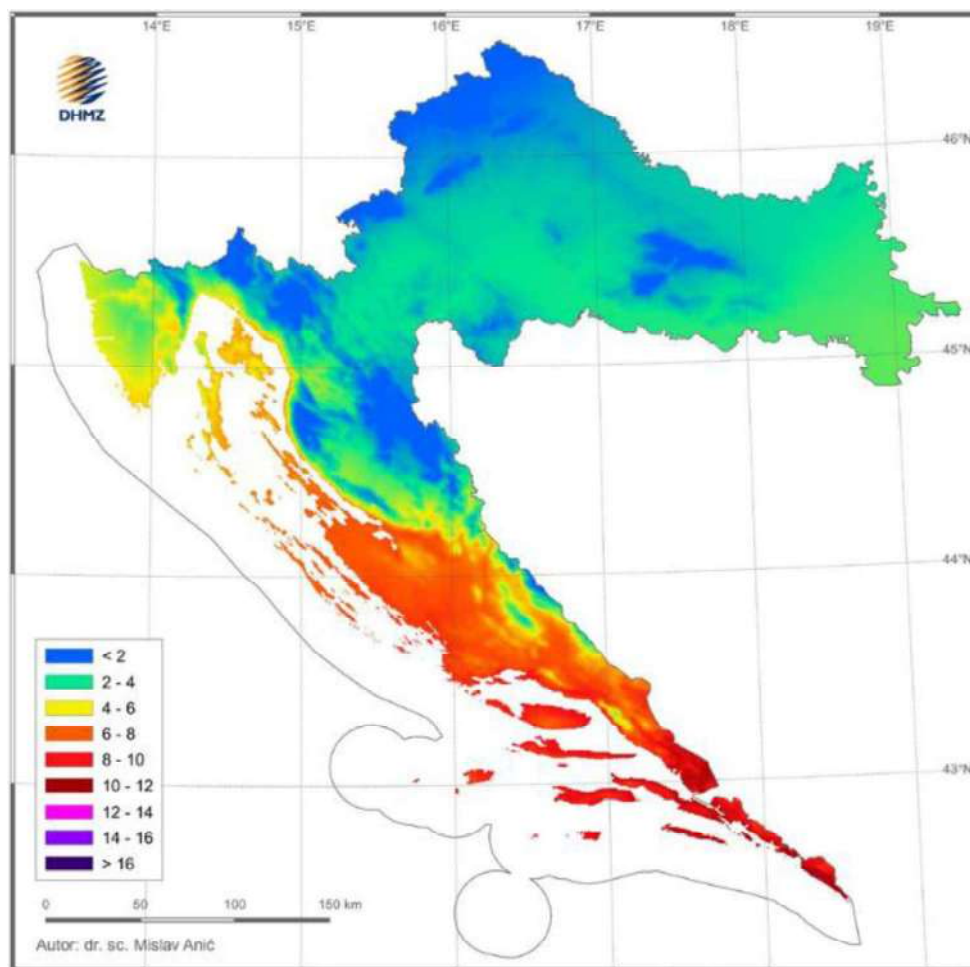 14°E 15°E 16°E 17°E 18°E 19°E
DHMZ
46°N
45°N
44°N
43°N
< 2
2 - 4
4 - 6
6 - 8
8 - 10
10 - 12
12 - 14
14 - 16
> 16
0 50 100 150 km
Autor: dr. sc. Mislav Anić